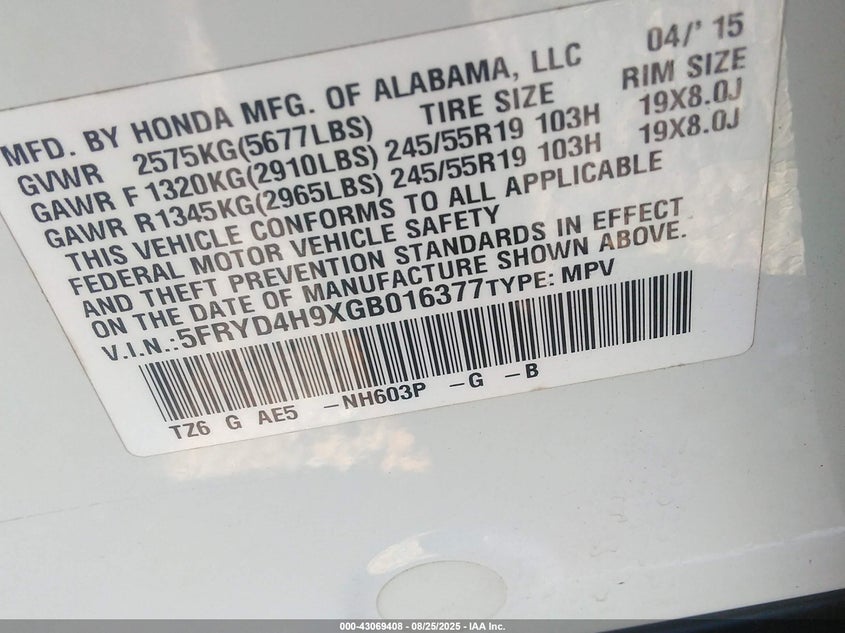 MFD. BY HONDA MFG. OF ALABAMA, LLC 04/' 15
GVWR 2575KG(5677LBS) TIRE SIZE RIM SIZE
GAWR F 1320KG(2910LBS) 245/55R19 103H 19X8.0J
GAWR R1345KG(2965LBS) 245/55R19 103H 19X8.0J
THIS VEHICLE CONFORMS TO ALL APPLICABLE
FEDERAL MOTOR VEHICLE SAFETY
AND THEFT PREVENTION STANDARDS IN EFFECT
ON THE DATE OF MANUFACTURE SHOWN ABOVE.
V.I.N.:5FRYD4H9XGB016377TYPE: MPV
TZ6 G AE5 -NH603P -G -B
000-43069408 - 08/25/2025 - IAA Inc.